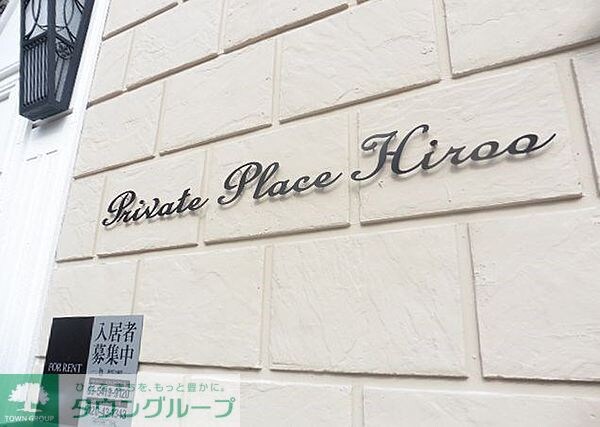 Private Place Hiroo
入居者
募集中
FOR RENT
TOWN GROUP
タウングループ